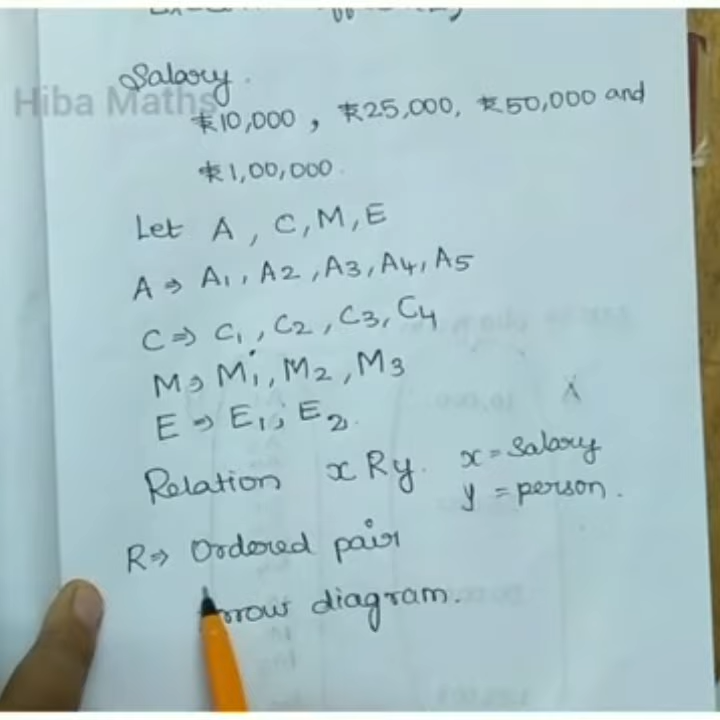 Salary.
Hiba Maths
₹10,000, ₹25,000, ₹50,000 and
₹1,00,000.
Let A, C, M, E
A ⇒ A1, A2, A3, A4, A5
C ⇒ C1, C2, C3, C4
M ⇒ M1, M2, M3
E ⇒ E1, E2.
Relation x R y. x = Salary
y = person.
R ⇒ Ordered pair
Arrow diagram.